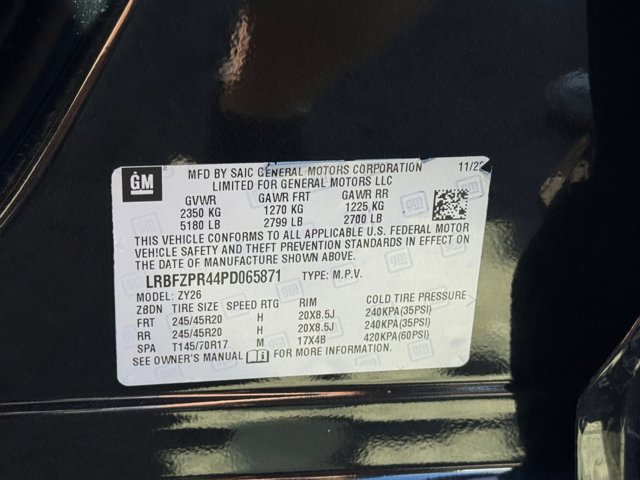 GM
MFD BY SAIC GENERAL MOTORS CORPORATION 11/22
LIMITED FOR GENERAL MOTORS LLC
GVWR GAWR FRT GAWR RR
2350 KG 1270 KG 1225 KG
5180 LB 2799 LB 2700 LB
THIS VEHICLE CONFORMS TO ALL APPLICABLE U.S. FEDERAL MOTOR
VEHICLE SAFETY AND THEFT PREVENTION STANDARDS IN EFFECT ON
THE DATE OF MANUFACTURE SHOWN ABOVE.
LRBFZPR44PD065871 TYPE: M.P.V.
MODEL: ZY26
ZBDN TIRE SIZE SPEED RTG RIM COLD TIRE PRESSURE
FRT 245/45R20 H 20X8.5J 240KPA(35PSI)
RR 245/45R20 H 20X8.5J 240KPA(35PSI)
SPA T145/70R17 M 17X4B 420KPA(60PSI)
SEE OWNER'S MANUAL FOR MORE INFORMATION.